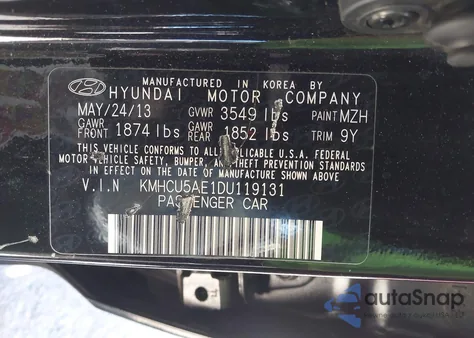 MANUFACTURED IN KOREA BY
HYUNDAI MOTOR COMPANY
MAY/24/13 GVWR 3549 lbs PAINT MZH
GAWR FRONT 1874 lbs GAWR REAR 1852 lbs TRIM 9Y
THIS VEHICLE CONFORMS TO ALL APPLICABLE U.S.A. FEDERAL
MOTOR VEHICLE SAFETY, BUMPER, AND THEFT PREVENTION STANDARDS
IN EFFECT ON THE DATE OF MANUFACTURE SHOWN ABOVE.
V.I.N KMHCU5AE1DU119131
PASSENGER CAR
autoSnap